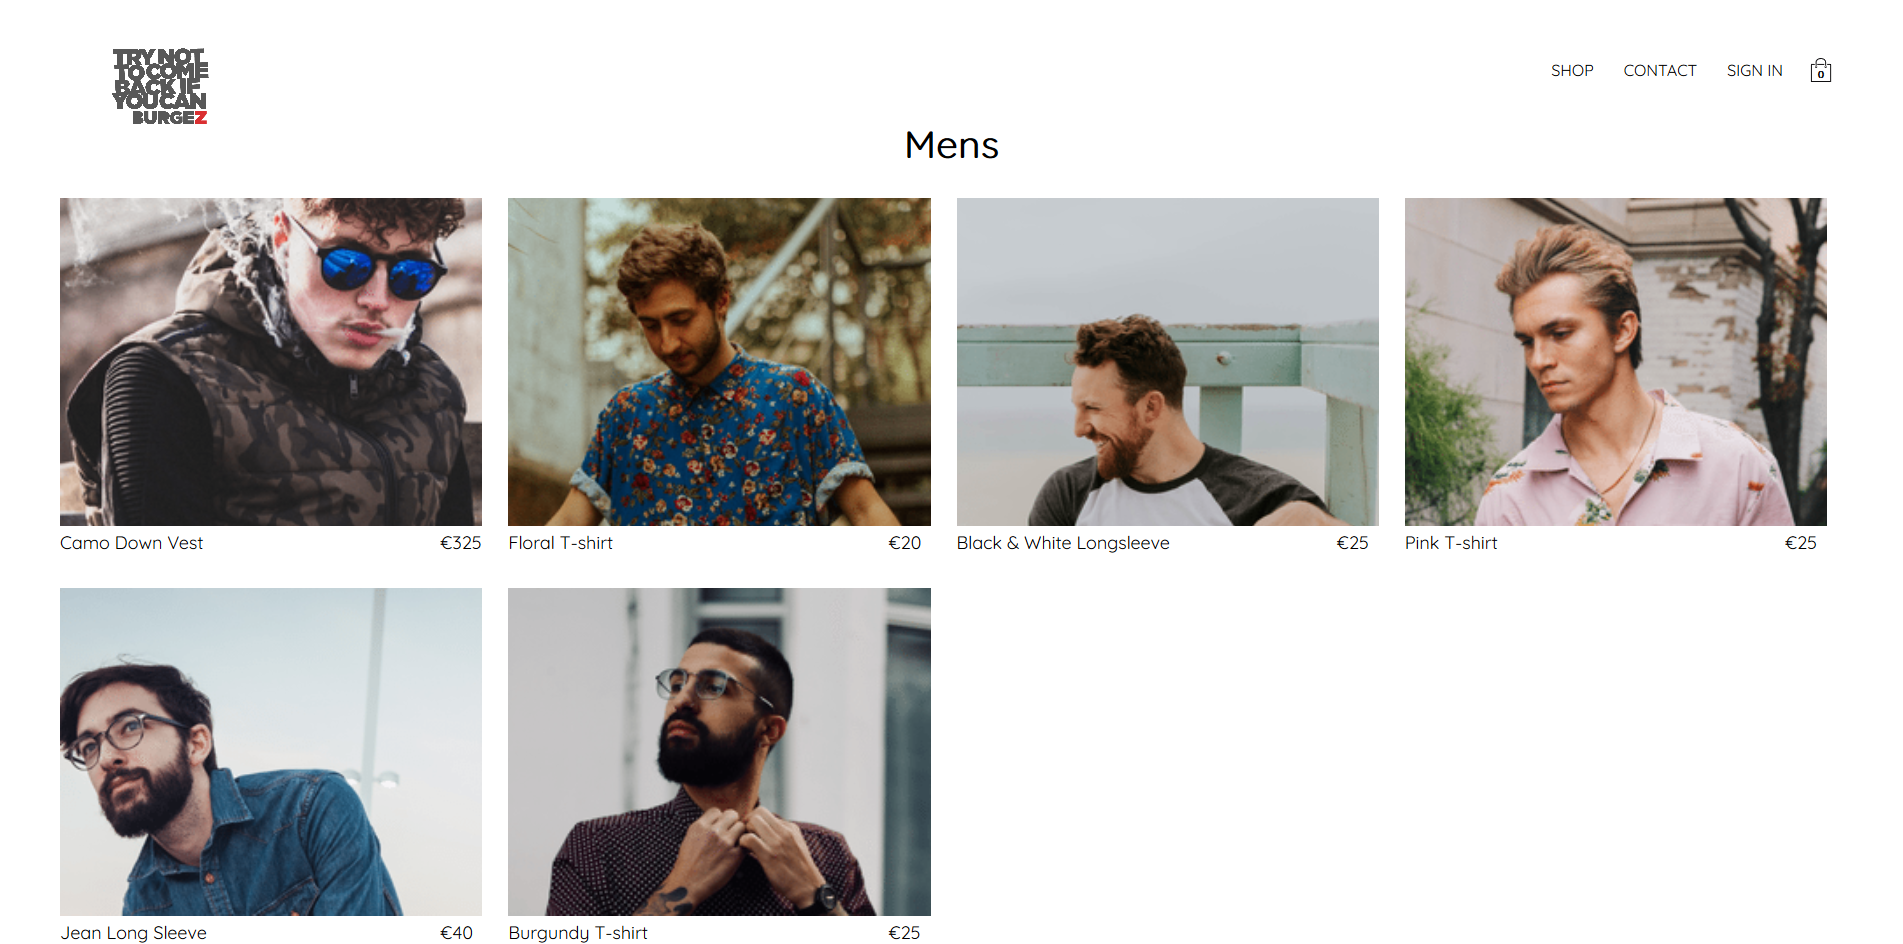 TRY NOT
TO COME
BACK IF
YOU CAN
BURGEZ
SHOP CONTACT SIGN IN 0
Mens
Camo Down Vest €325
Floral T-shirt €20
Black & White Longsleeve €25
Pink T-shirt €25
Jean Long Sleeve €40
Burgundy T-shirt €25